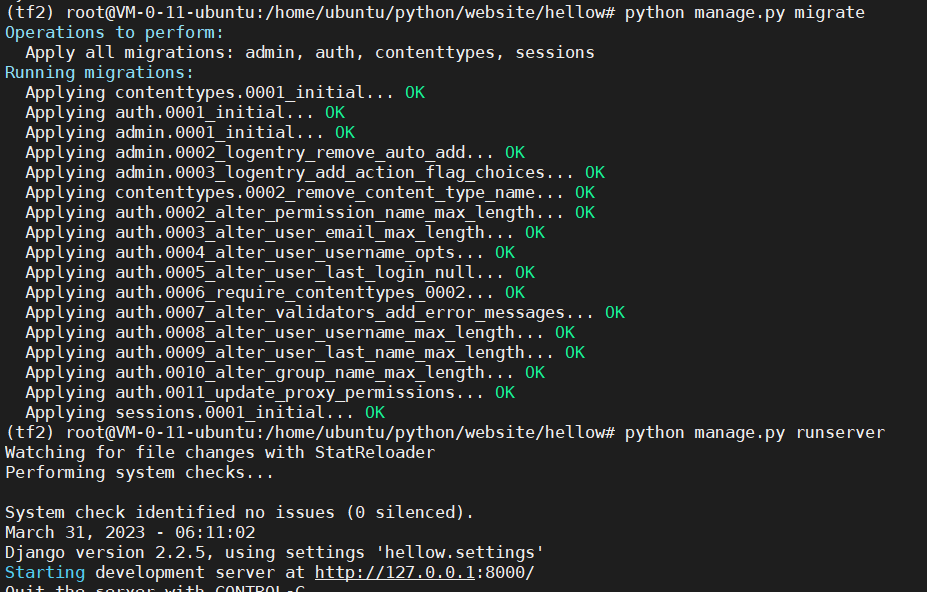 (tf2) root@VM-0-11-ubuntu:/home/ubuntu/python/website/hellow# python manage.py migrate
Operations to perform:
  Apply all migrations: admin, auth, contenttypes, sessions
Running migrations:
  Applying contenttypes.0001_initial... OK
  Applying auth.0001_initial... OK
  Applying admin.0001_initial... OK
  Applying admin.0002_logentry_remove_auto_add... OK
  Applying admin.0003_logentry_add_action_flag_choices... OK
  Applying contenttypes.0002_remove_content_type_name... OK
  Applying auth.0002_alter_permission_name_max_length... OK
  Applying auth.0003_alter_user_email_max_length... OK
  Applying auth.0004_alter_user_username_opts... OK
  Applying auth.0005_alter_user_last_login_null... OK
  Applying auth.0006_require_contenttypes_0002... OK
  Applying auth.0007_alter_validators_add_error_messages... OK
  Applying auth.0008_alter_user_username_max_length... OK
  Applying auth.0009_alter_user_last_name_max_length... OK
  Applying auth.0010_alter_group_name_max_length... OK
  Applying auth.0011_update_proxy_permissions... OK
  Applying sessions.0001_initial... OK
(tf2) root@VM-0-11-ubuntu:/home/ubuntu/python/website/hellow# python manage.py runserver
Watching for file changes with StatReloader
Performing system checks...

System check identified no issues (0 silenced).
March 31, 2023 - 06:11:02
Django version 2.2.5, using settings 'hellow.settings'
Starting development server at http://127.0.0.1:8000/
Quit the server with CONTROL-C.